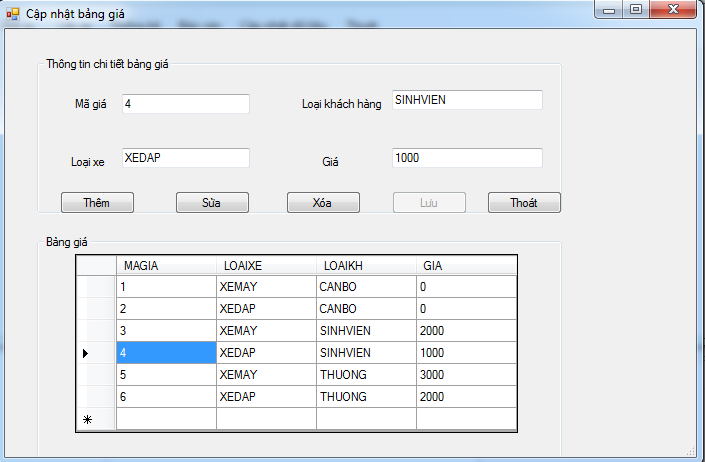 Cập nhật bảng giá
Thông tin chi tiết bảng giá
Mã giá 4 Loại khách hàng SINHVIEN
Loại xe XEDAP Giá 1000
Thêm Sửa Xóa Lưu Thoát
Bảng giá
MAGIA LOAIXE LOAIKH GIA
1 XEMAY CANBO 0
2 XEDAP CANBO 0
3 XEMAY SINHVIEN 2000
4 XEDAP SINHVIEN 1000
5 XEMAY THUONG 3000
6 XEDAP THUONG 2000